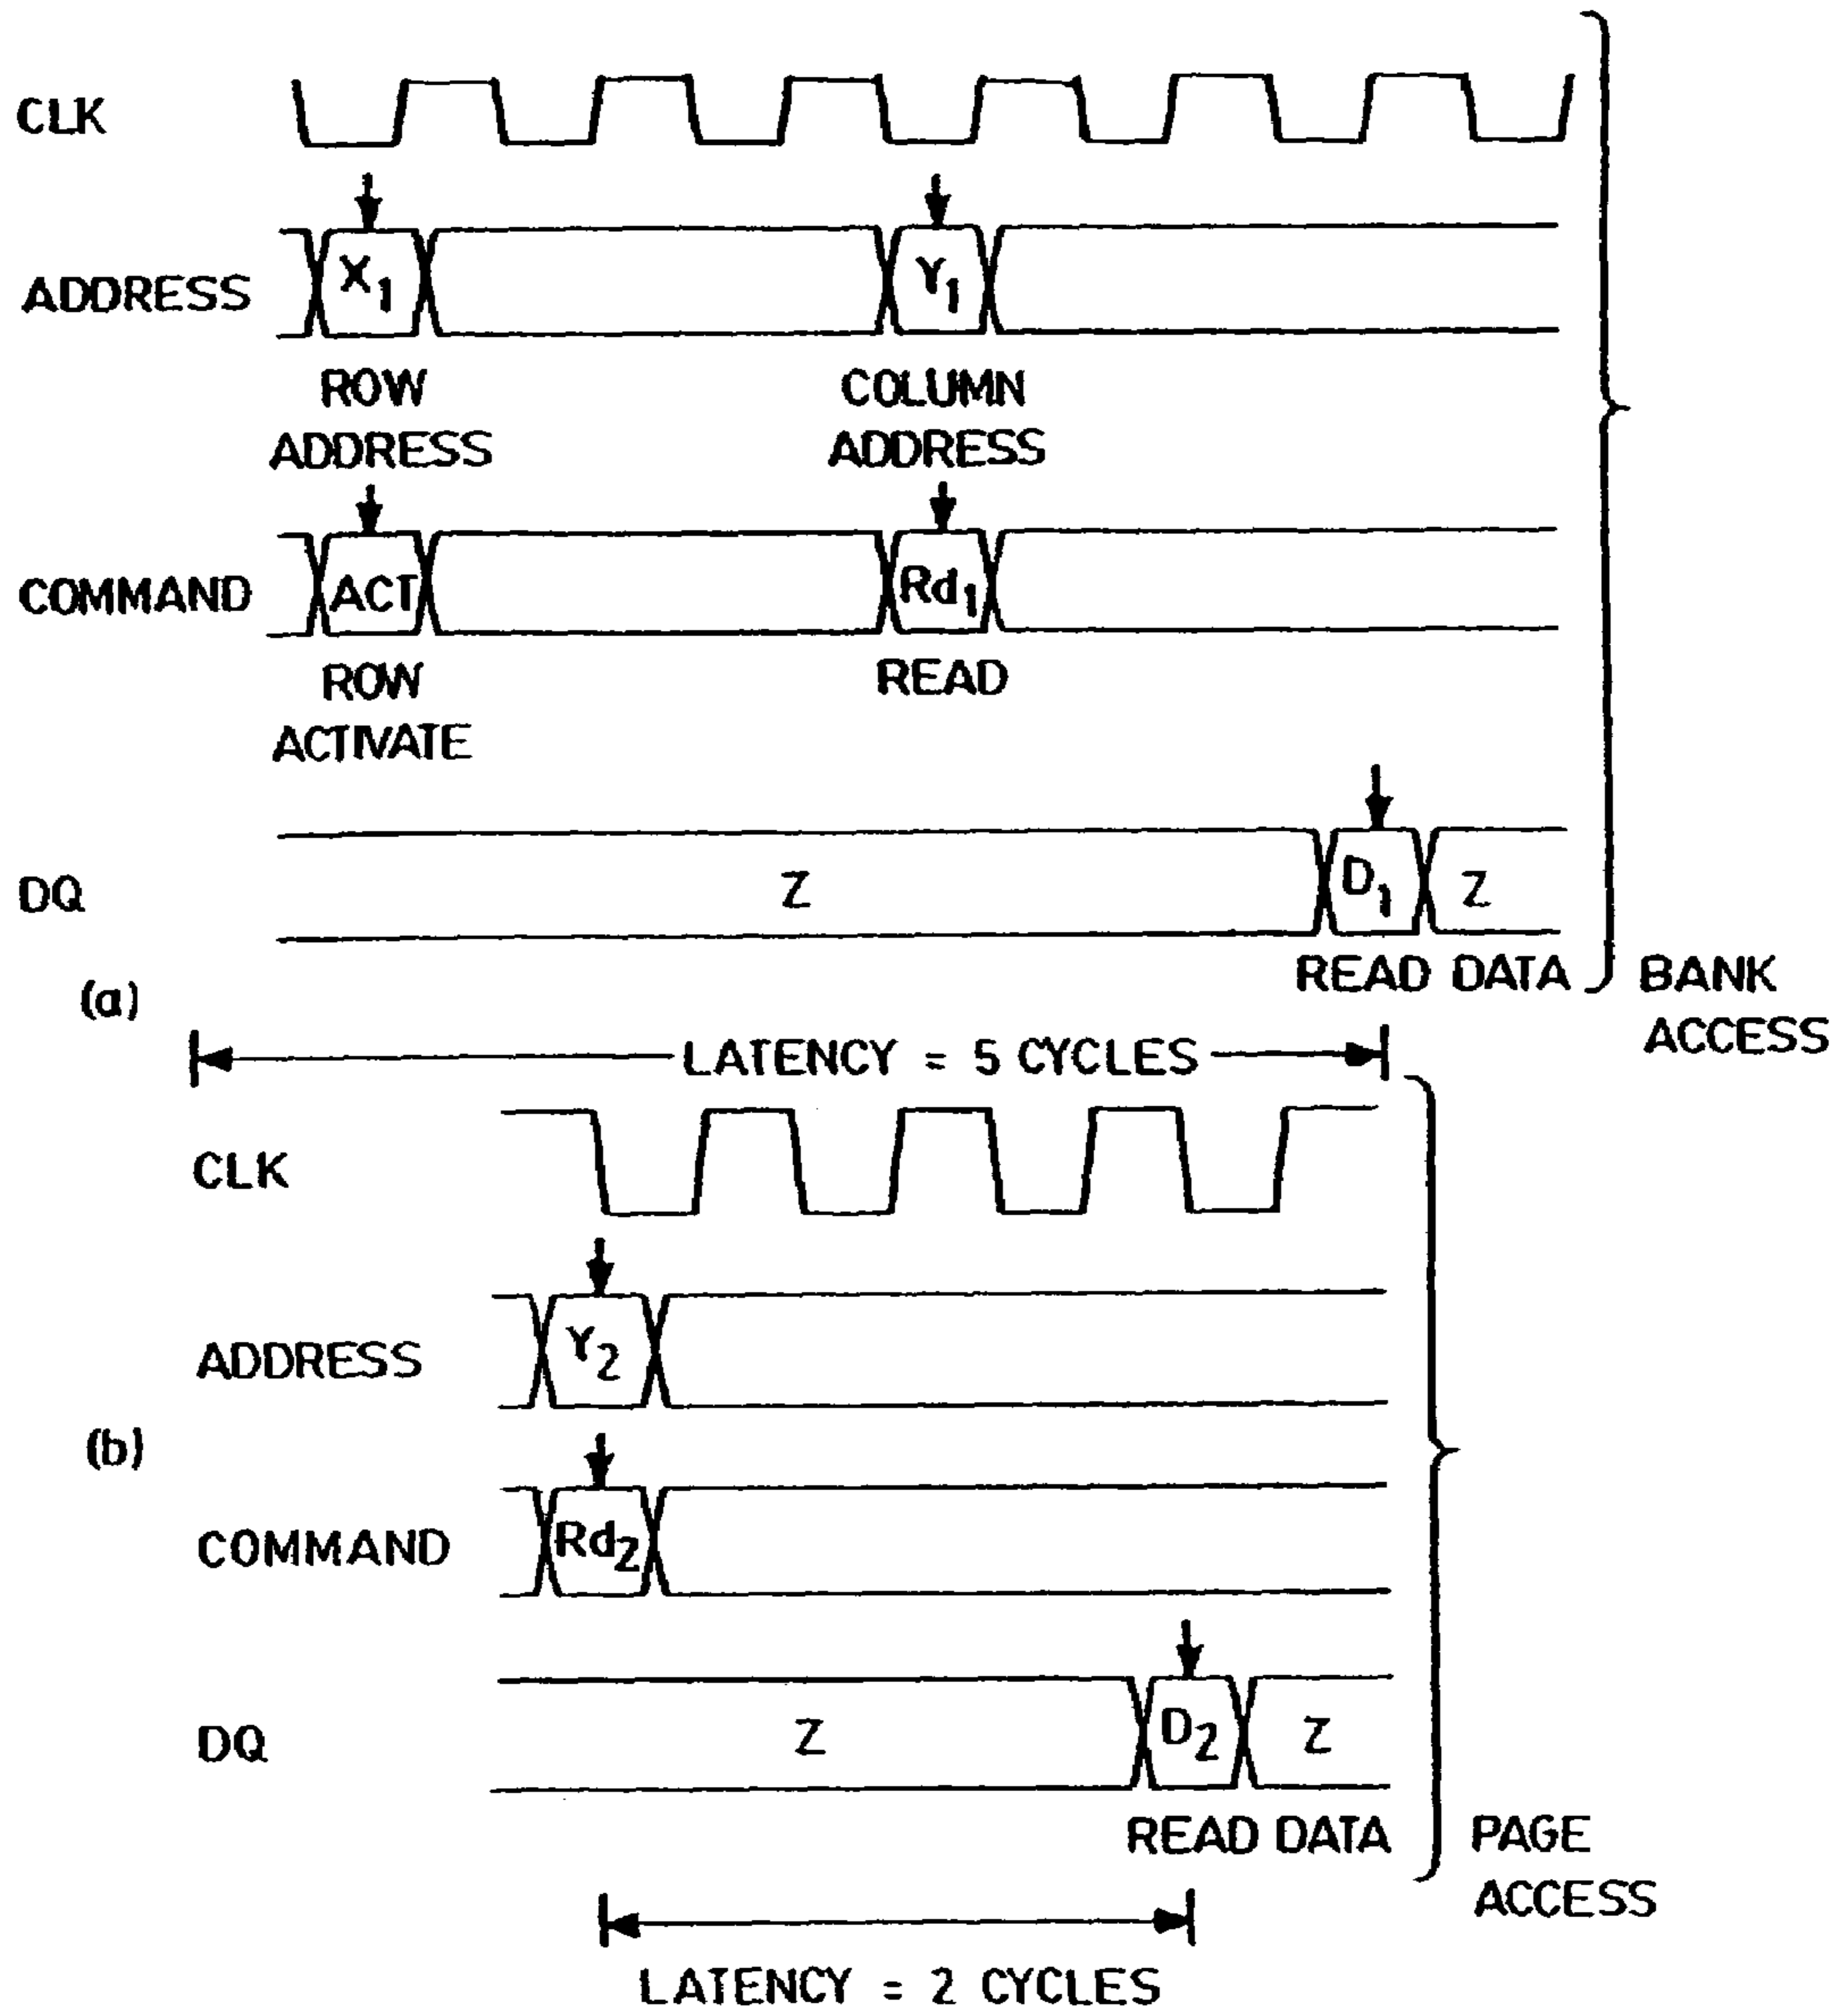 CLK
ADDRESS X1 Y1
ROW ADDRESS
COLUMN ADDRESS
COMMAND ACT Rd1
ROW ACTIVATE
READ
DQ Z D1 Z
READ DATA
BANK ACCESS
(a)
LATENCY = 5 CYCLES
CLK
ADDRESS Y2
(b)
COMMAND Rd2
DQ Z D2 Z
READ DATA
PAGE ACCESS
LATENCY = 2 CYCLES